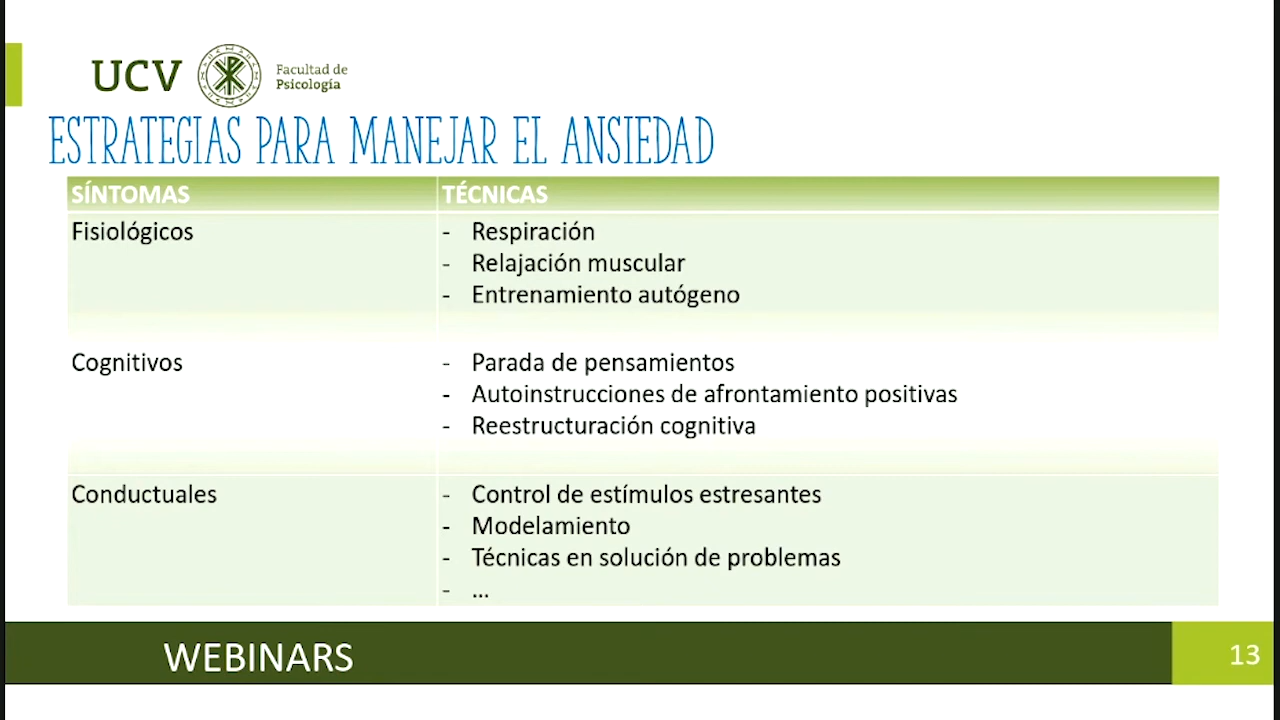 UCV
Facultad de
Psicología
ESTRATEGIAS PARA MANEJAR EL ANSIEDAD
SÍNTOMAS
TÉCNICAS
Fisiológicos
- Respiración
- Relajación muscular
- Entrenamiento autógeno
Cognitivos
- Parada de pensamientos
- Autoinstrucciones de afrontamiento positivas
- Reestructuración cognitiva
Conductuales
- Control de estímulos estresantes
- Modelamiento
- Técnicas en solución de problemas
- ...
WEBINARS
13